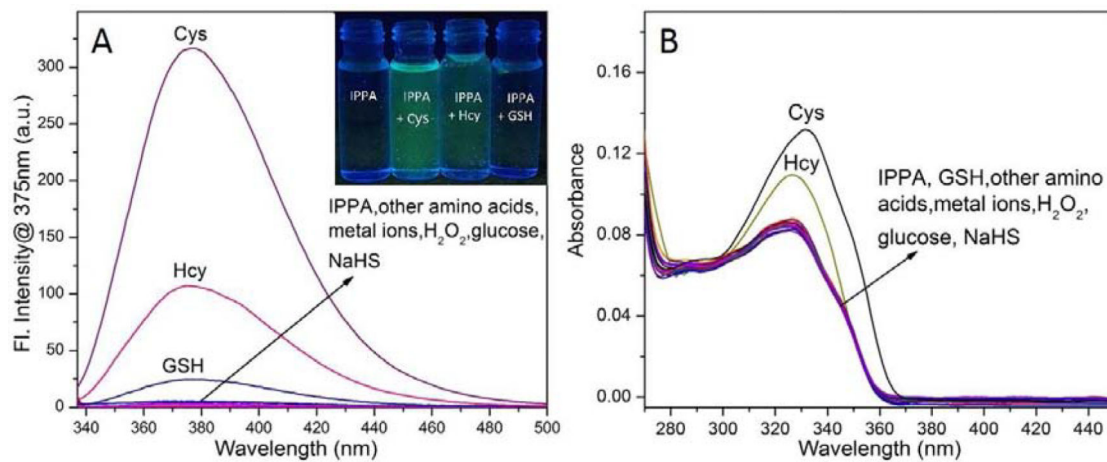 A
Cys
Hcy
GSH
IPPA
IPPA
+ Cys
IPPA
+ Hcy
IPPA
+ GSH
IPPA,other amino acids,
metal ions,H₂O₂,glucose,
NaHS
Fl. Intensity@ 375nm (a.u.)
300
250
200
150
100
50
0
340 360 380 400 420 440 460 480 500
Wavelength (nm)
B
Cys
Hcy
IPPA, GSH,other amino
acids,metal ions,H₂O₂,
glucose, NaHS
Absorbance
0.16
0.12
0.08
0.04
0.00
280 300 320 340 360 380 400 420 440
Wavelength (nm)